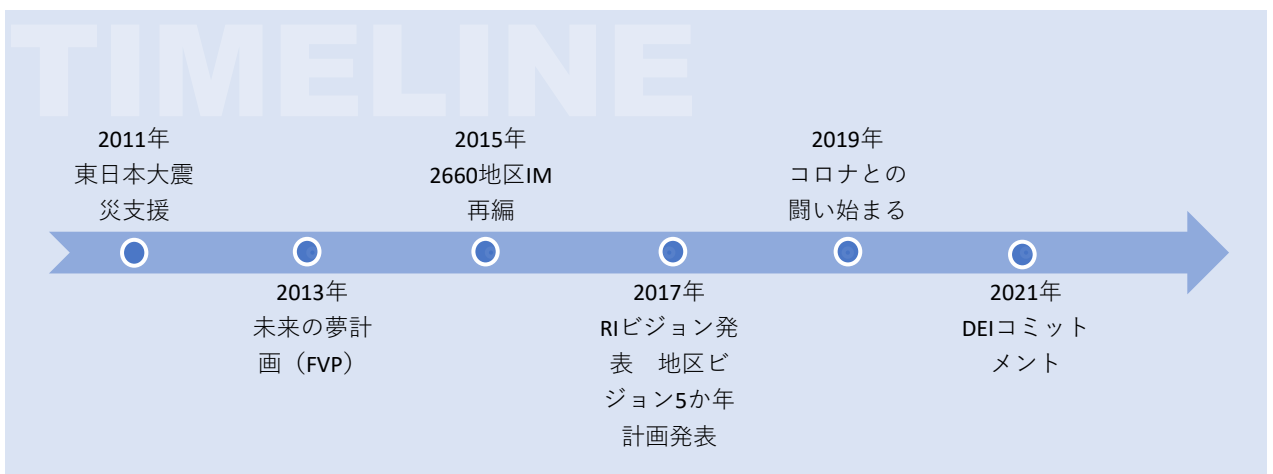 TIMELINE
2011年
東日本大震
災支援
2015年
2660地区IM
再編
2019年
コロナとの
闘い始まる
2013年
未来の夢計
画（FVP）
2017年
RIビジョン発
表　地区ビ
ジョン5か年
計画発表
2021年
DEIコミット
メント